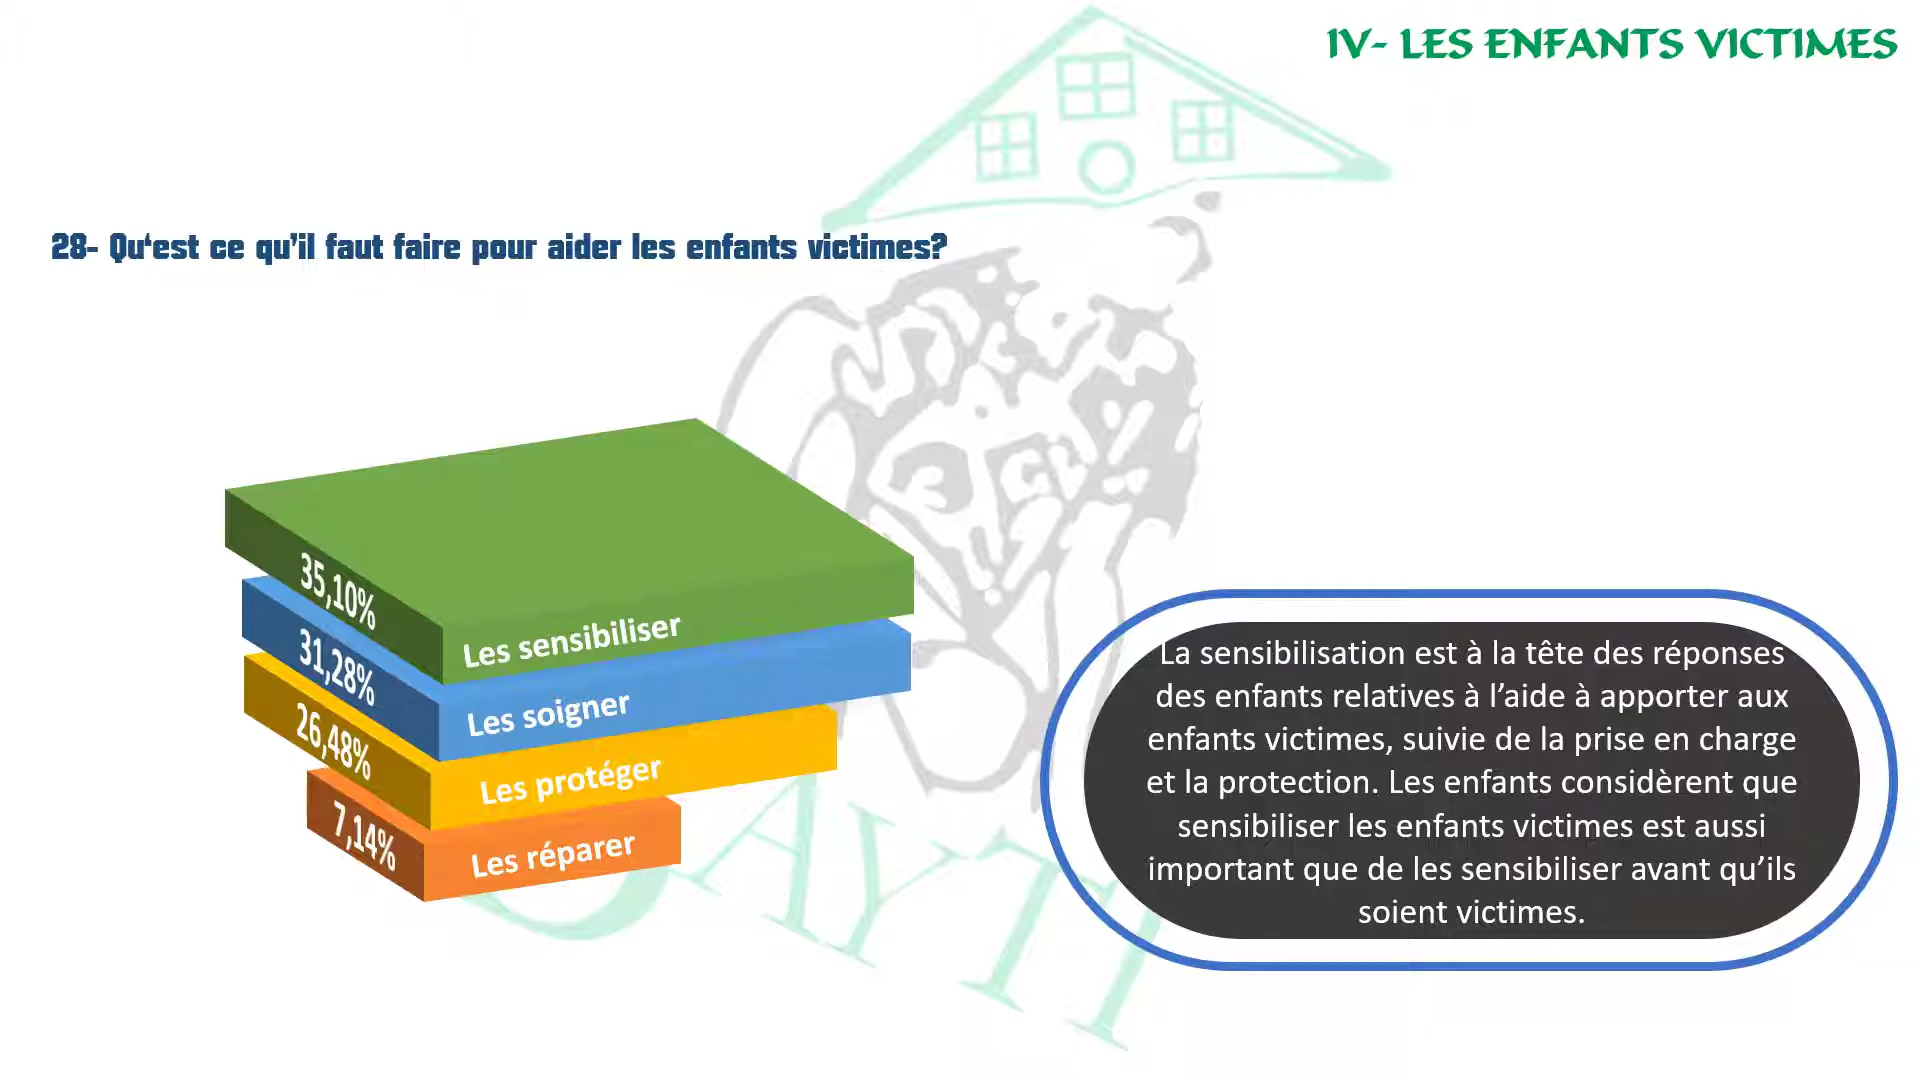 IV- LES ENFANTS VICTIMES
28- Qu‘est ce qu’il faut faire pour aider les enfants victimes?
35,10%
Les sensibiliser
31,28%
Les soigner
26,48%
Les protéger
7,14%
Les réparer
La sensibilisation est à la tête des réponses
des enfants relatives à l’aide à apporter aux
enfants victimes, suivie de la prise en charge
et la protection. Les enfants considèrent que
sensibiliser les enfants victimes est aussi
important que de les sensibiliser avant qu’ils
soient victimes.
BAYTI